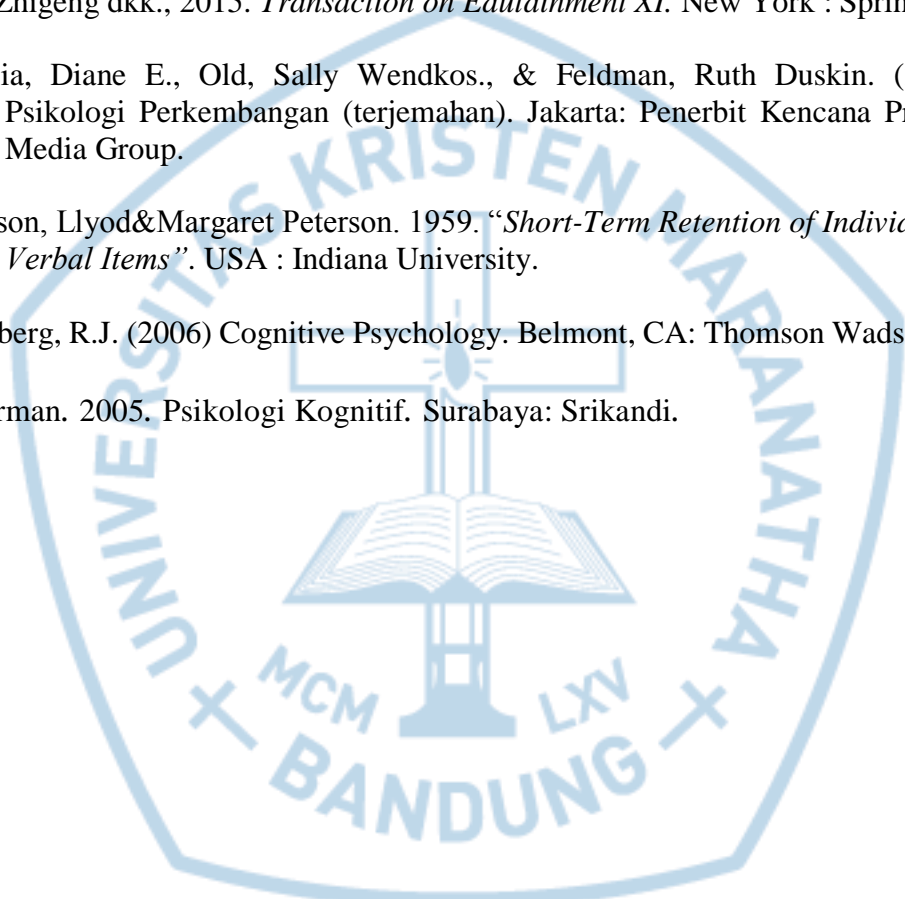 Zhigeng dkk., 2015. Transaction on Edutainment XI. New York : Sprin
ia, Diane E., Old, Sally Wendkos., & Feldman, Ruth Duskin. (
Psikologi Perkembangan (terjemahan). Jakarta: Penerbit Kencana Pr
Media Group.
son, Llyod&Margaret Peterson. 1959. “Short-Term Retention of Individ
Verbal Items”. USA : Indiana University.
berg, R.J. (2006) Cognitive Psychology. Belmont, CA: Thomson Wads
rman. 2005. Psikologi Kognitif. Surabaya: Srikandi.
UNIVERSITAS KRISTEN MARANATHA
MCM LXV
BANDUNG